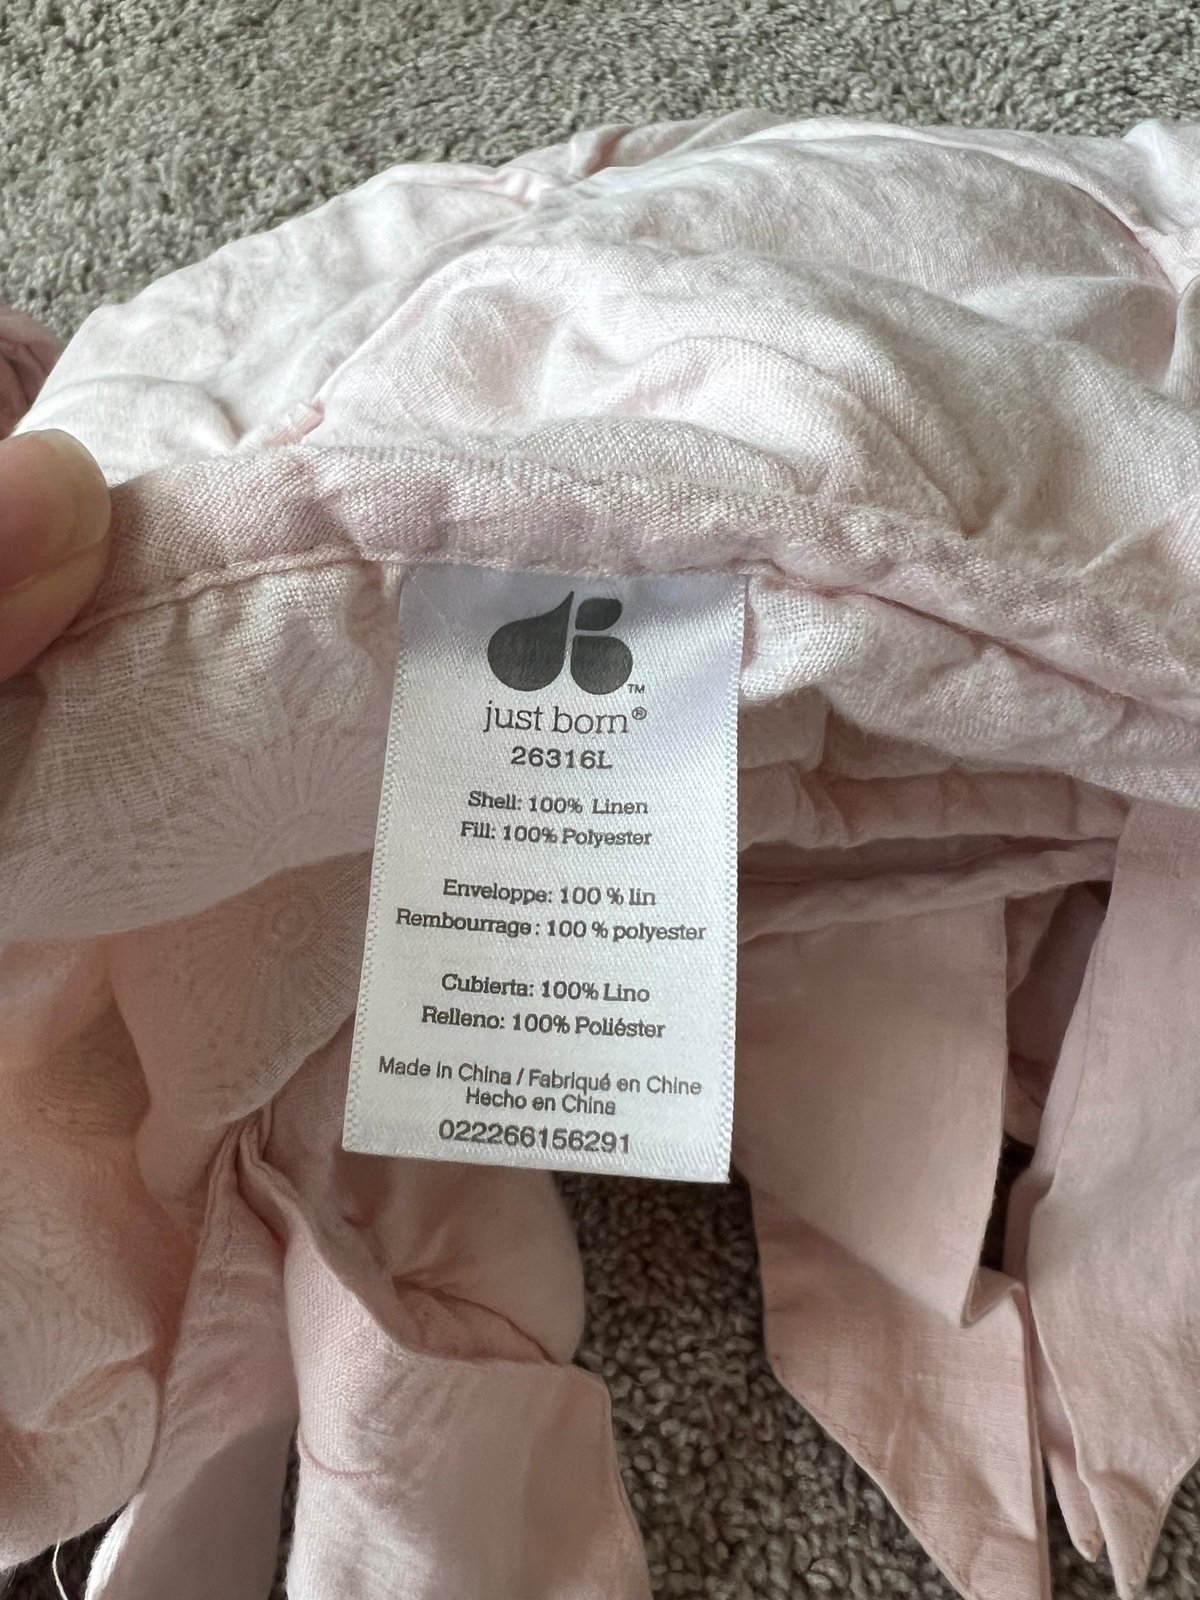 TM
just born®
26316L
Shell: 100% Linen
Fill: 100% Polyester
Enveloppe: 100 % lin
Rembourrage : 100 % polyester
Cubierta: 100% Lino
Relleno: 100% Poliéster
Made in China / Fabriqué en Chine
Hecho en China
022266156291